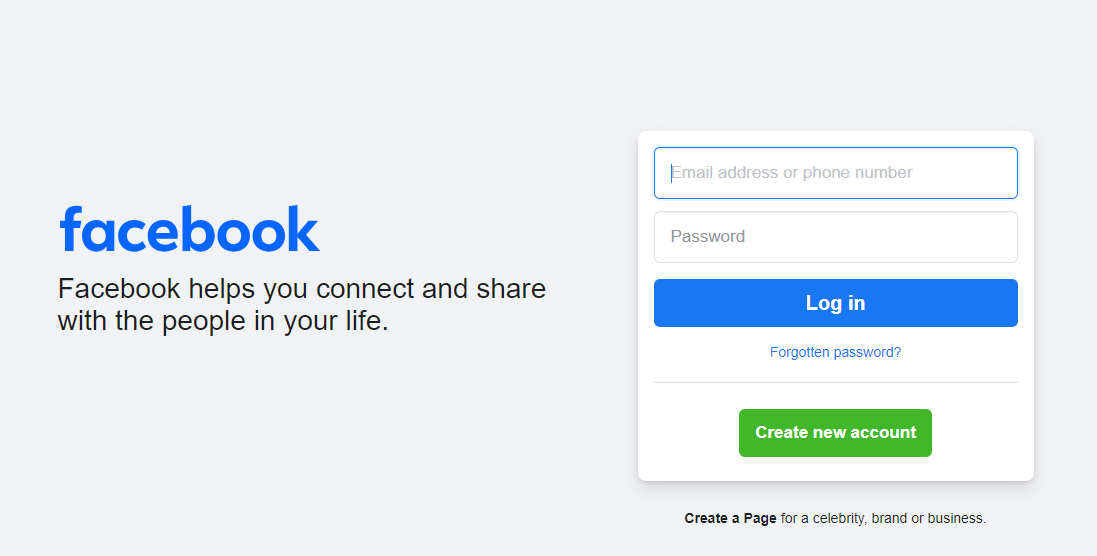 facebook
Facebook helps you connect and share
with the people in your life.
Email address or phone number
Password
Log in
Forgotten password?
Create new account
Create a Page for a celebrity, brand or business.